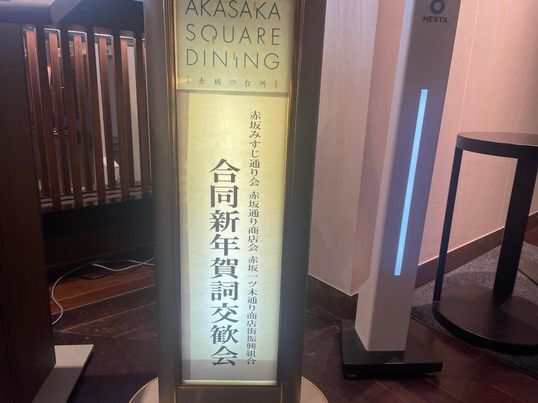 AKASAKA
SQUARE
DINING
赤坂の台所
赤坂みすじ通り会 赤坂通り商店会 赤坂一ツ木通り商店街振興組合
合同新年賀詞交歓会
HESTA